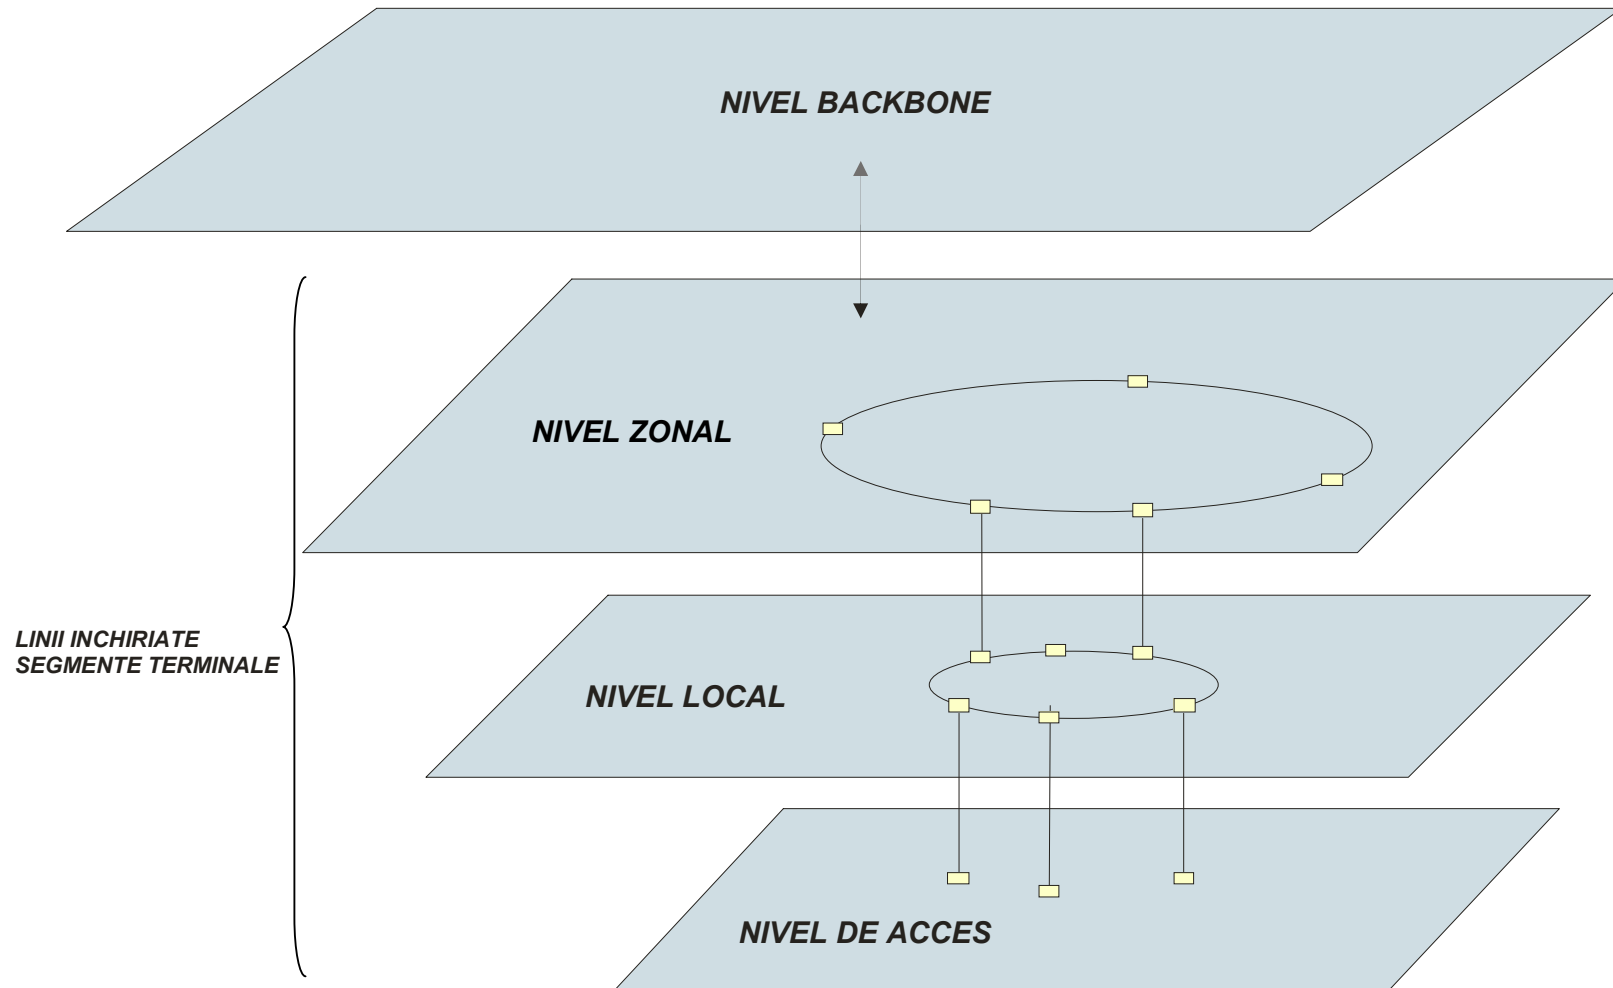 NIVEL BACKBONE
NIVEL ZONAL
LINII INCHIRIATE
SEGMENTE TERMINALE
NIVEL LOCAL
NIVEL DE ACCES